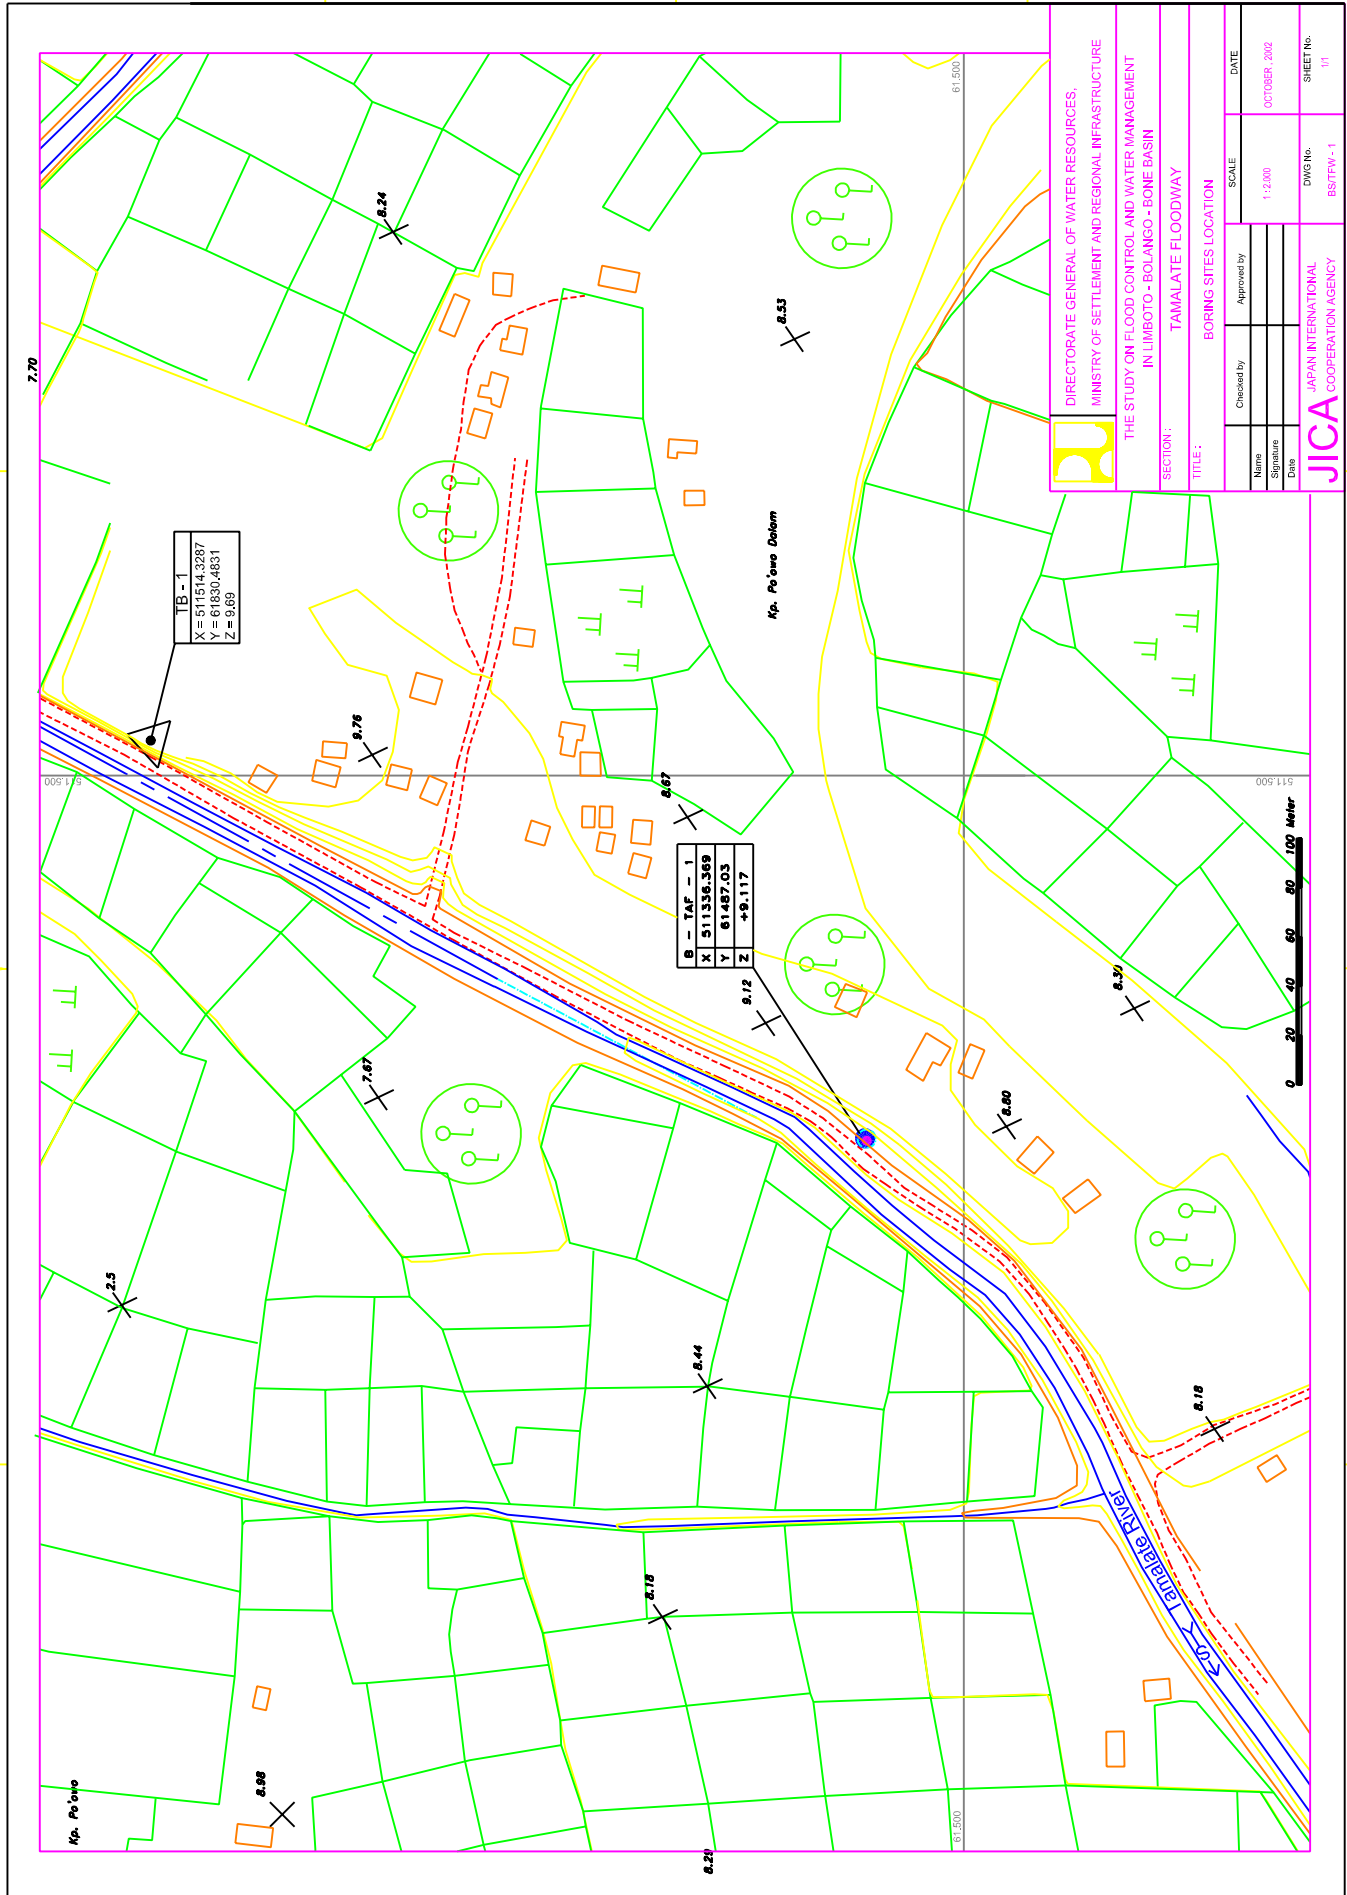 DIRECTORATE GENERAL OF WATER RESOURCES,
MINISTRY OF SETTLEMENT AND REGIONAL INFRASTRUCTURE
THE STUDY ON FLOOD CONTROL AND WATER MANAGEMENT
IN LIMBOTO - BOLANGO - BONE BASIN
SECTION :
TAMALATE FLOODWAY
TITLE :
BORING SITES LOCATION
Checked by
Approved by
SCALE
DATE
Name
Signature
Date
1 : 2.000
OCTOBER , 2002
JICA
JAPAN INTERNATIONAL
COOPERATION AGENCY
DWG No.
BS/TFW - 1
SHEET No.
1/1
7.70
8.24
8.53
61.500
TB - 1
X = 511514.3287
Y = 61830.4831
Z = 9.69
Kp. Po'owo Dalam
9.76
511.500
511.500
8.67
B - TAF - 1
X 511336.369
Y 61487.03
Z +9.117
9.12
7.67
8.80
0 20 40 60 80 100 Meter
2.5
8.44
8.18
Tamalate River
8.18
8.98
Kp. Po'owo
8.29
61.500